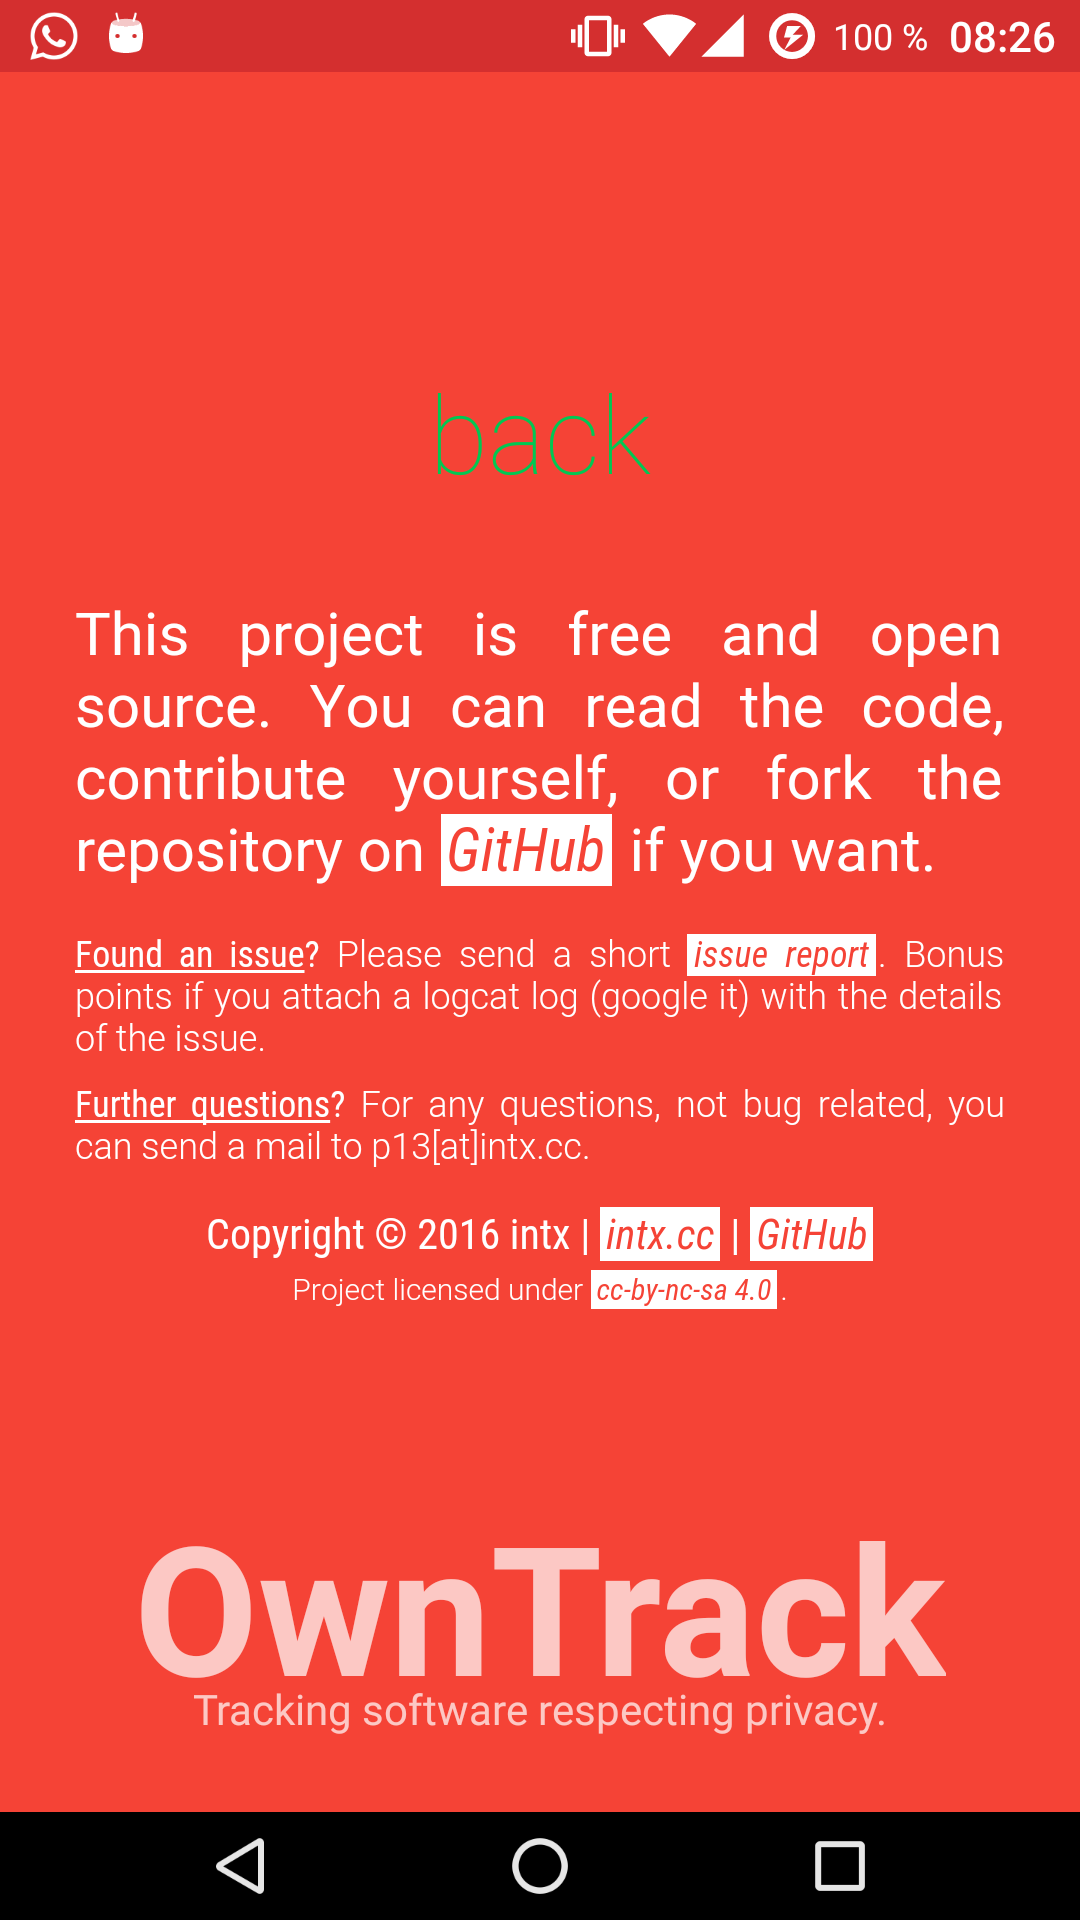 100 % 08:26
back
This project is free and open
source. You can read the code,
contribute yourself, or fork the
repository on GitHub if you want.
Found an issue? Please send a short issue report. Bonus
points if you attach a logcat log (google it) with the details
of the issue.
Further questions? For any questions, not bug related, you
can send a mail to p13[at]intx.cc.
Copyright © 2016 intx | intx.cc | GitHub
Project licensed under cc-by-nc-sa 4.0.
OwnTrack
Tracking software respecting privacy.